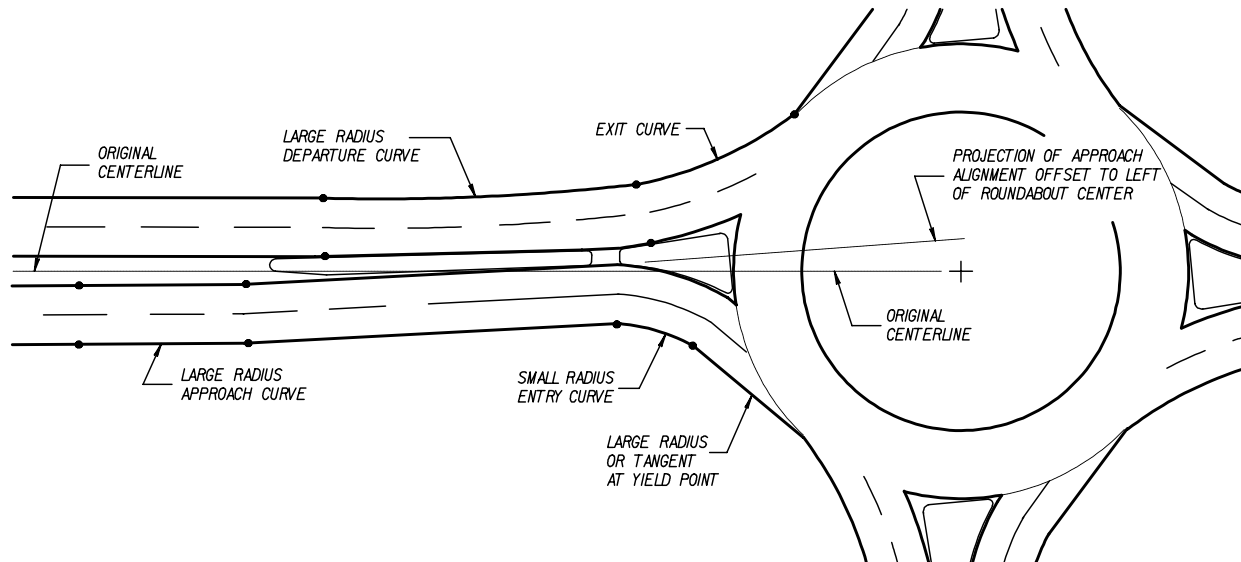 ORIGINAL
CENTERLINE
LARGE RADIUS
DEPARTURE CURVE
EXIT CURVE
PROJECTION OF APPROACH
ALIGNMENT OFFSET TO LEFT
OF ROUNDABOUT CENTER
ORIGINAL
CENTERLINE
LARGE RADIUS
APPROACH CURVE
SMALL RADIUS
ENTRY CURVE
LARGE RADIUS
OR TANGENT
AT YIELD POINT